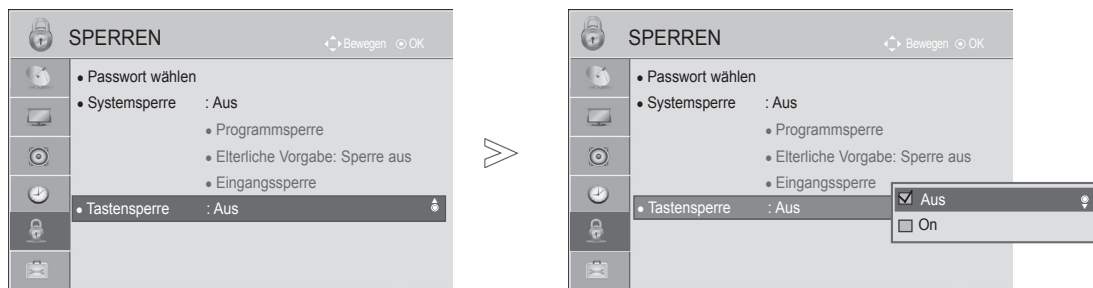 SPERREN
Bewegen OK
• Passwort wählen
• Systemsperre : Aus
• Programmsperre
• Elterliche Vorgabe: Sperre aus
• Eingangssperre
• Tastensperre : Aus
SPERREN
Bewegen OK
• Passwort wählen
• Systemsperre : Aus
• Programmsperre
• Elterliche Vorgabe: Sperre aus
• Eingangssperre
• Tastensperre : Aus
Aus
On